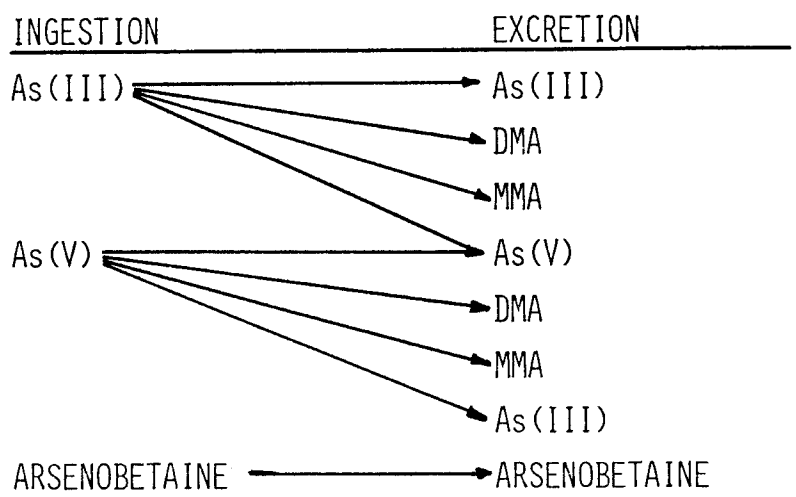 INGESTION EXCRETION
As(III) As(III)
DMA
MMA
As(V) As(V)
DMA
MMA
As(III)
ARSENOBETAINE ARSENOBETAINE